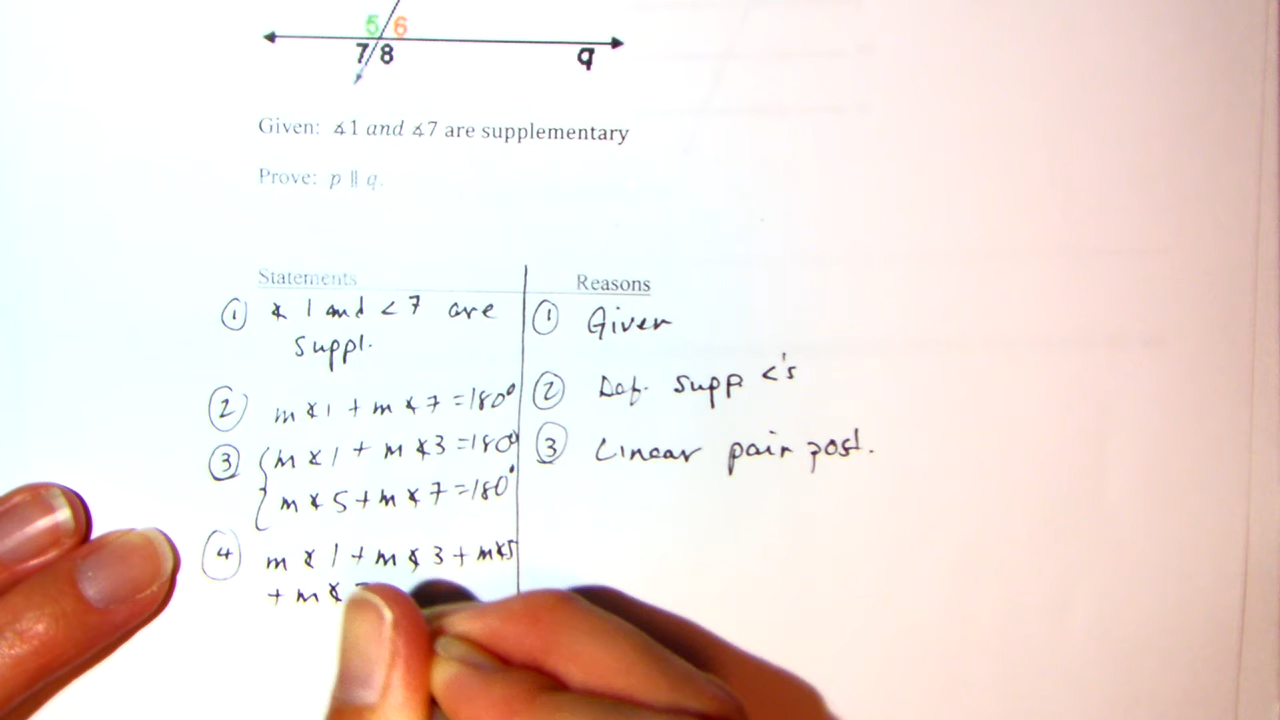 5 6
7 8
q
Given: ∡1 and ∡7 are supplementary
Prove: p ∥ q.
Statements Reasons
① ∡ 1 and < 7 are ① Given
suppl.
② m∡1 + m∡7 = 180° ② Def. supp <'s
③ m∡1 + m∡3 = 180° ③ Linear pair post.
m∡5 + m∡7 = 180°
④ m∡1 + m∡3 + m∡5
+ m∡